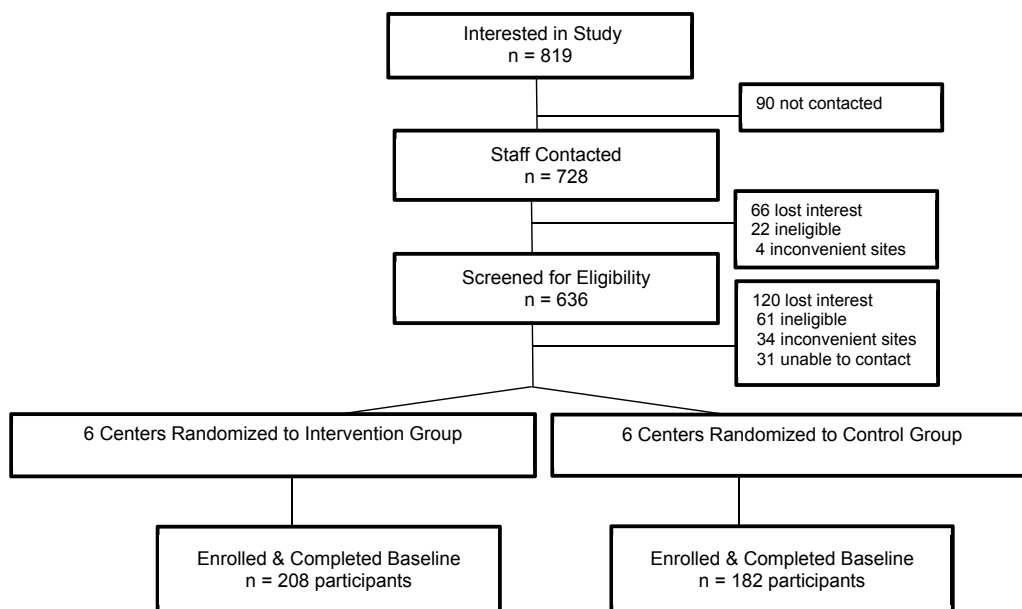 Interested in Study
n = 819
90 not contacted
Staff Contacted
n = 728
66 lost interest
22 ineligible
4 inconvenient sites
Screened for Eligibility
n = 636
120 lost interest
61 ineligible
34 inconvenient sites
31 unable to contact
6 Centers Randomized to Intervention Group
6 Centers Randomized to Control Group
Enrolled & Completed Baseline
n = 208 participants
Enrolled & Completed Baseline
n = 182 participants